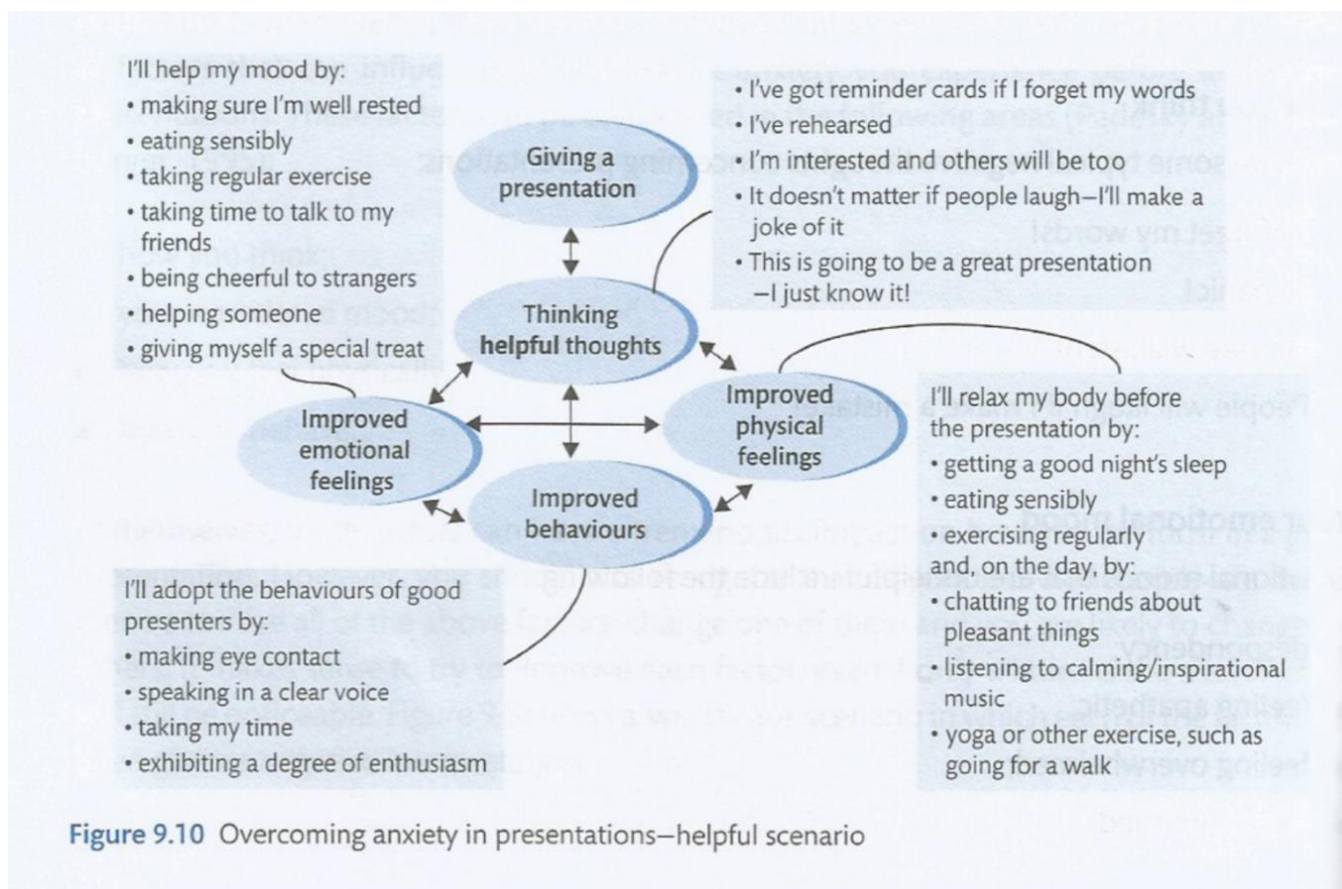 I'll help my mood by:
• making sure I'm well rested
• eating sensibly
• taking regular exercise
• taking time to talk to my
friends
• being cheerful to strangers
• helping someone
• giving myself a special treat
Giving a
presentation
• I've got reminder cards if I forget my words
• I've rehearsed
• I'm interested and others will be too
• It doesn't matter if people laugh—I'll make a
joke of it
• This is going to be a great presentation
—I just know it!
Thinking
helpful thoughts
Improved
emotional
feelings
Improved
physical
feelings
Improved
behaviours
I'll relax my body before
the presentation by:
• getting a good night's sleep
• eating sensibly
• exercising regularly
and, on the day, by:
• chatting to friends about
pleasant things
• listening to calming/inspirational
music
• yoga or other exercise, such as
going for a walk
I'll adopt the behaviours of good
presenters by:
• making eye contact
• speaking in a clear voice
• taking my time
• exhibiting a degree of enthusiasm
Figure 9.10 Overcoming anxiety in presentations—helpful scenario